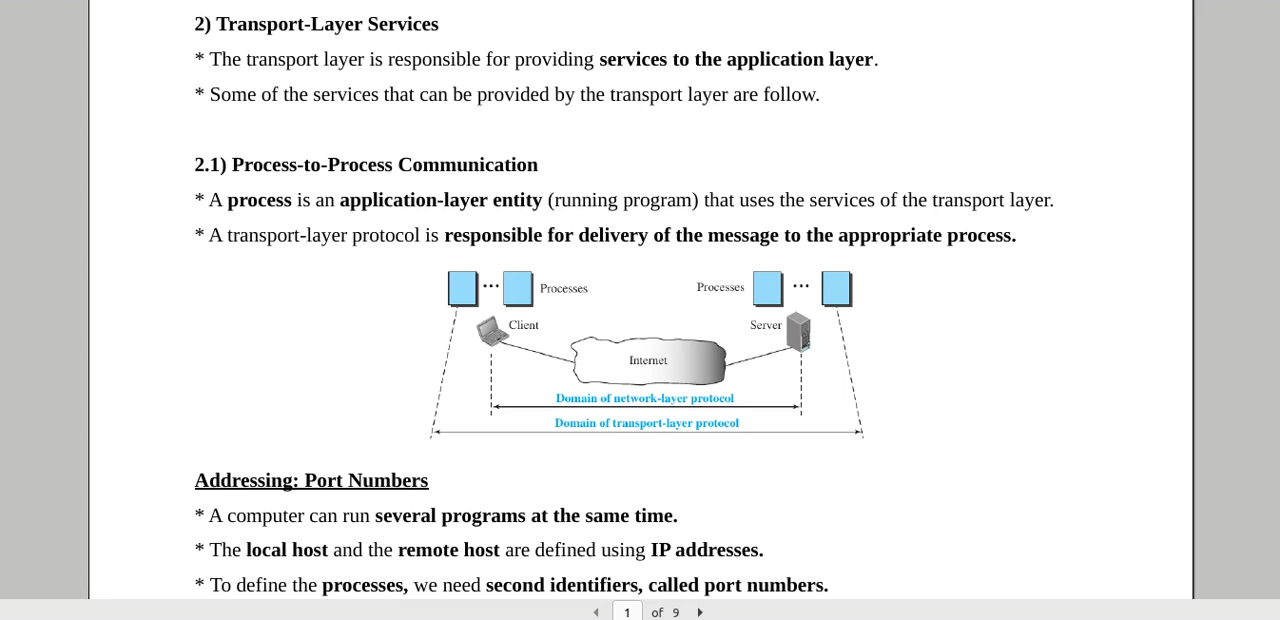 2) Transport-Layer Services
* The transport layer is responsible for providing services to the application layer.
* Some of the services that can be provided by the transport layer are follow.
2.1) Process-to-Process Communication
* A process is an application-layer entity (running program) that uses the services of the transport layer.
* A transport-layer protocol is responsible for delivery of the message to the appropriate process.
Processes
Processes
Client
Server
Internet
Domain of network-layer protocol
Domain of transport-layer protocol
Addressing: Port Numbers
* A computer can run several programs at the same time.
* The local host and the remote host are defined using IP addresses.
* To define the processes, we need second identifiers, called port numbers.
1 of 9